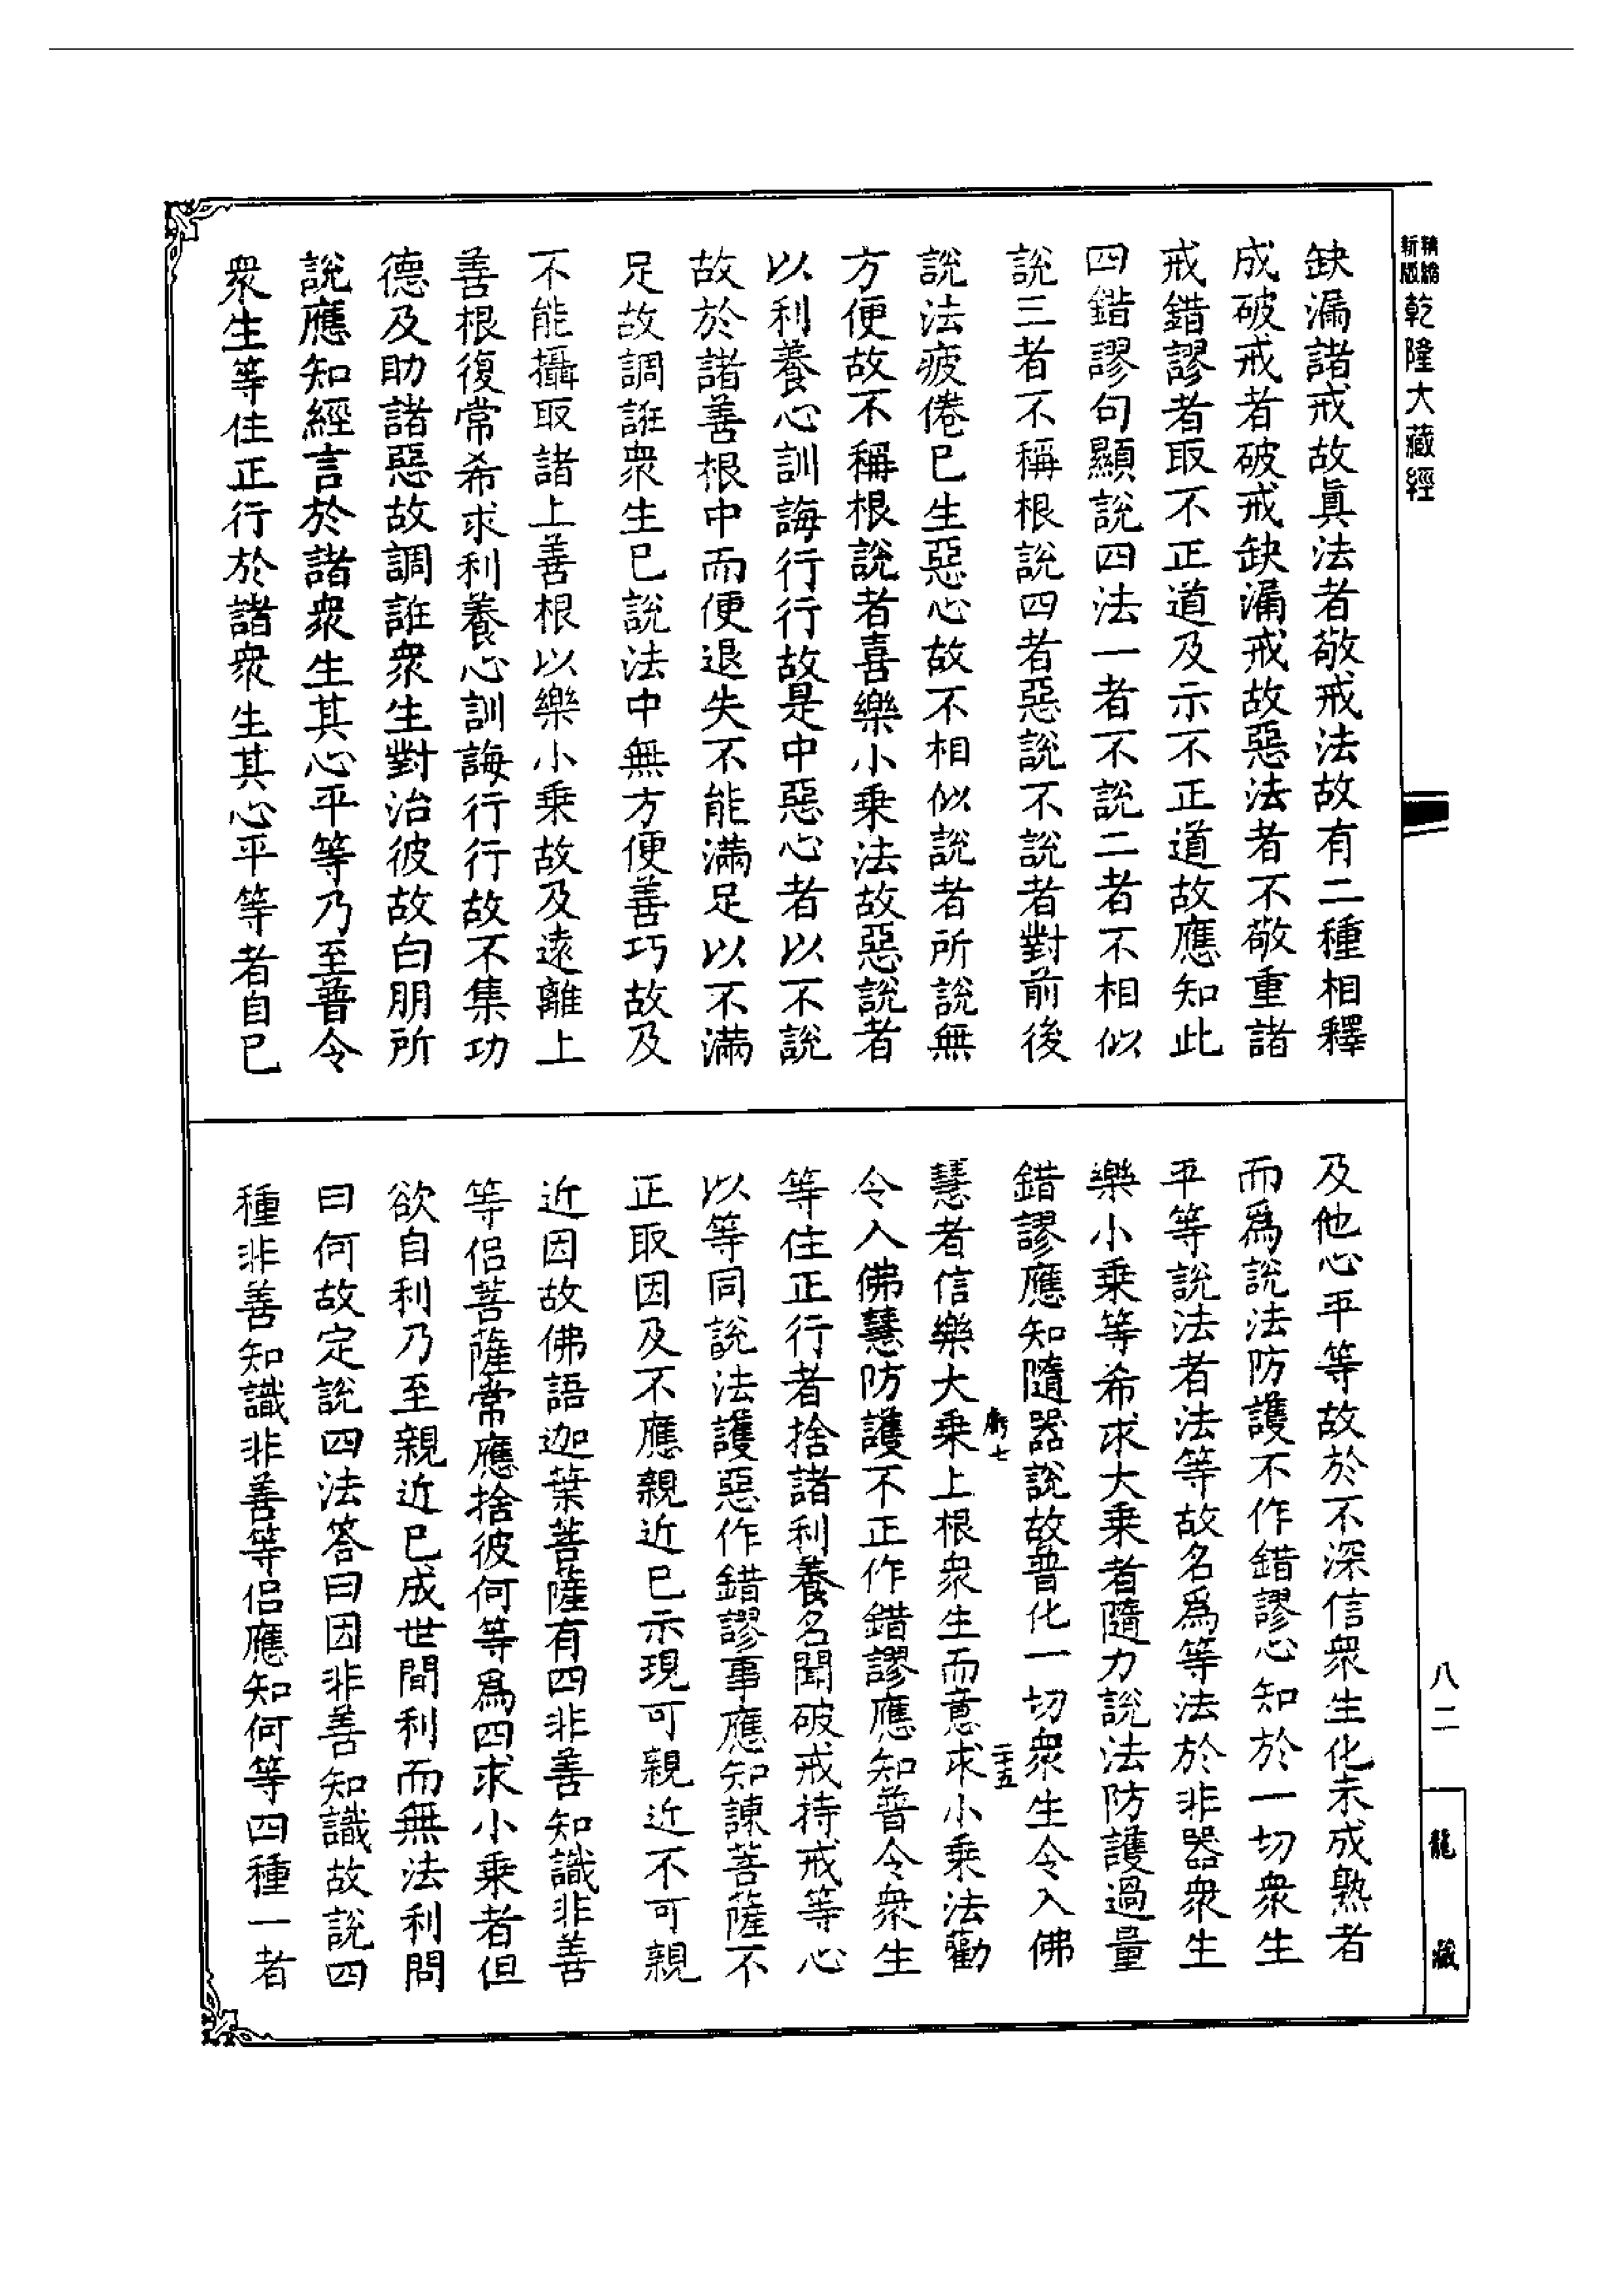 精縮新版乾隆大藏經
缺漏諸戒故眞法者敬戒法故有二種相釋
成破戒者破戒缺漏戒故惡法者不敬重諸
戒錯謬者取不正道及示不正道故應知此
四錯謬句顯說四法一者不說二者不相似
說三者不稱根說四者惡說不說者對前後
說法疲倦已生惡心故不相似說者所說無
方便故不稱根說者喜樂小乗法故惡說者
以利養心訓誨行行故是中惡心者以不說
故於諸善根中而便退失不能滿足以不滿
足故調誑衆生已說法中無方便善巧故及
不能攝取諸上善根以樂小乗故及遠離上
善根復常希求利養心訓誨行行故不集功
德及助諸惡故調誑衆生對治彼故白朋所
說應知經言於諸衆生其心平等乃至普令
衆生等住正行於諸衆生其心平等者自已
及他心平等故於不深信衆生化未成熟者
而爲說法防護不作錯謬心知於一切衆生
平等說法者法等故名爲等法於非器衆生
樂小乗等希求大乗者隨力說法防護過量
錯謬應知隨器說故普化一切衆生令入佛
慧者信樂大乗上根衆生而意求小乗法勸
令入佛慧防護不正作錯謬應知普令衆生
等住正行者捨諸利養名聞破戒持戒等心
以等同說法護惡作錯謬事應知諫菩薩不
正取因及不應親近已示現可親近不可親
近因故佛語迦葉菩薩有四非善知識非善
等侣菩薩常應捨彼何等爲四求小乗者但
欲自利乃至親近已成世間利而無法利問
曰何故定說四法答曰因非善知識故說四
種非善知識非善等侣應知何等四種一者
虧七
二十五
八二
龍藏